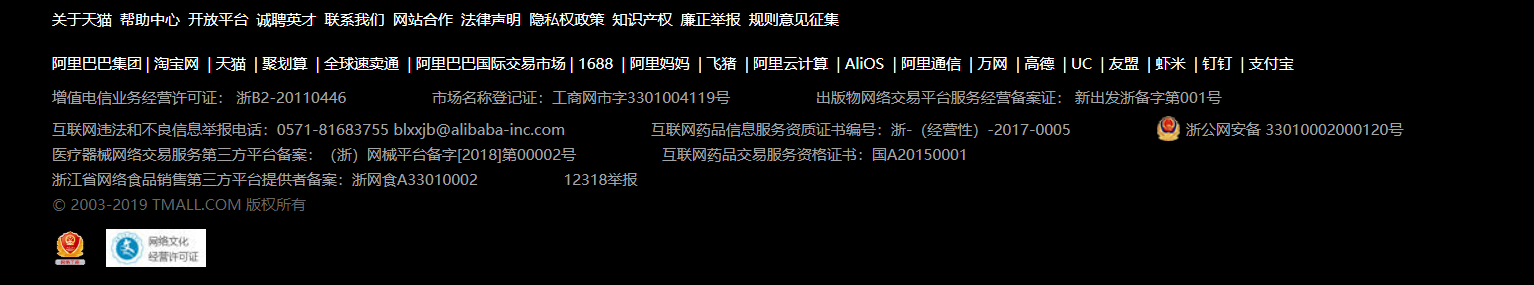 关于天猫 帮助中心 开放平台 诚聘英才 联系我们 网站合作 法律声明 隐私权政策 知识产权 廉正举报 规则意见征集
阿里巴巴集团 | 淘宝网 | 天猫 | 聚划算 | 全球速卖通 | 阿里巴巴国际交易市场 | 1688 | 阿里妈妈 | 飞猪 | 阿里云计算 | AliOS | 阿里通信 | 万网 | 高德 | UC | 友盟 | 虾米 | 钉钉 | 支付宝
增值电信业务经营许可证： 浙B2-20110446 市场名称登记证：工商网市字3301004119号 出版物网络交易平台服务经营备案证： 新出发浙备字第001号
互联网违法和不良信息举报电话：0571-81683755 blxxjb@alibaba-inc.com 互联网药品信息服务资质证书编号：浙-（经营性）-2017-0005 浙公网安备 33010002000120号
医疗器械网络交易服务第三方平台备案：（浙）网械平台备字[2018]第00002号 互联网药品交易服务资格证书：国A20150001
浙江省网络食品销售第三方平台提供者备案：浙网食A33010002 12318举报
© 2003-2019 TMALL.COM 版权所有
网络文化
经营许可证